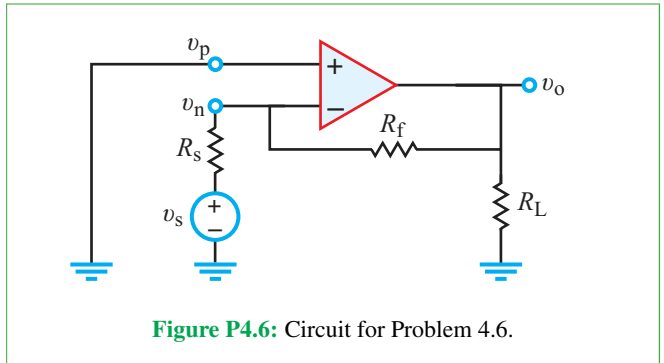 υp
+
υn
−
υo
Rf
Rs
υs
+
−
RL
Figure P4.6: Circuit for Problem 4.6.